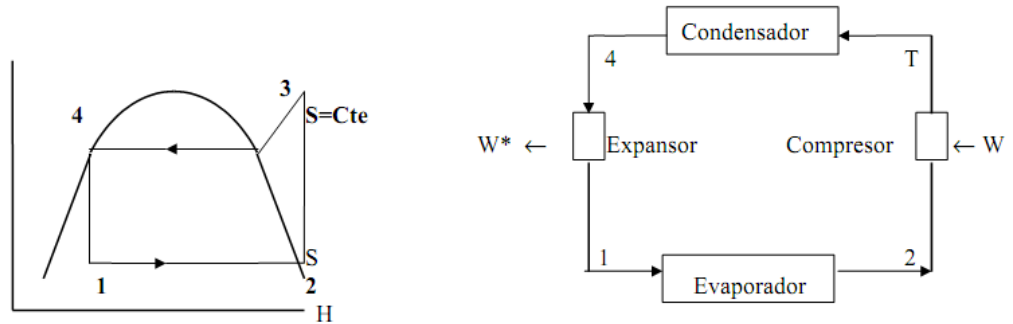 4
3
S=Cte
S
1
2
H
Condensador
4
T
W* ←
Expansor
Compresor
← W
1
2
Evaporador